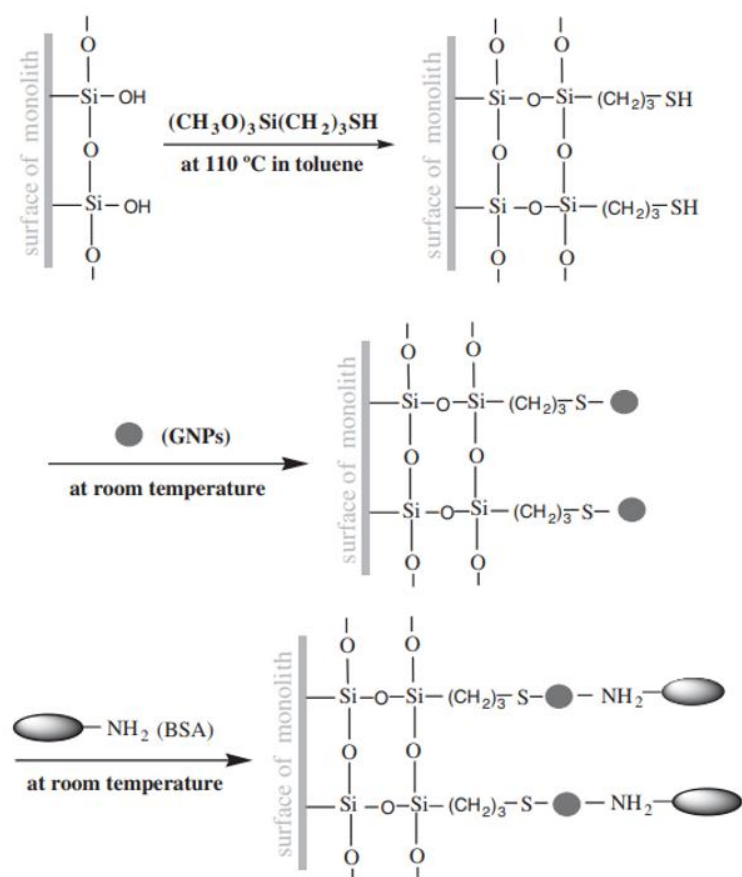 O
Si–OH
(CH₃O)₃Si(CH₂)₃SH
O
at 110 ºC in toluene
Si–OH
O
surface of monolith
O O
Si–O–Si–(CH₂)₃–SH
O O
Si–O–Si–(CH₂)₃–SH
O O
surface of monolith
(GNPs)
at room temperature
O O
Si–O–Si–(CH₂)₃–S–
O O
Si–O–Si–(CH₂)₃–S–
O O
surface of monolith
–NH₂ (BSA)
at room temperature
O O
Si–O–Si–(CH₂)₃–S– –NH₂–
O O
Si–O–Si–(CH₂)₃–S– –NH₂–
O O
surface of monolith